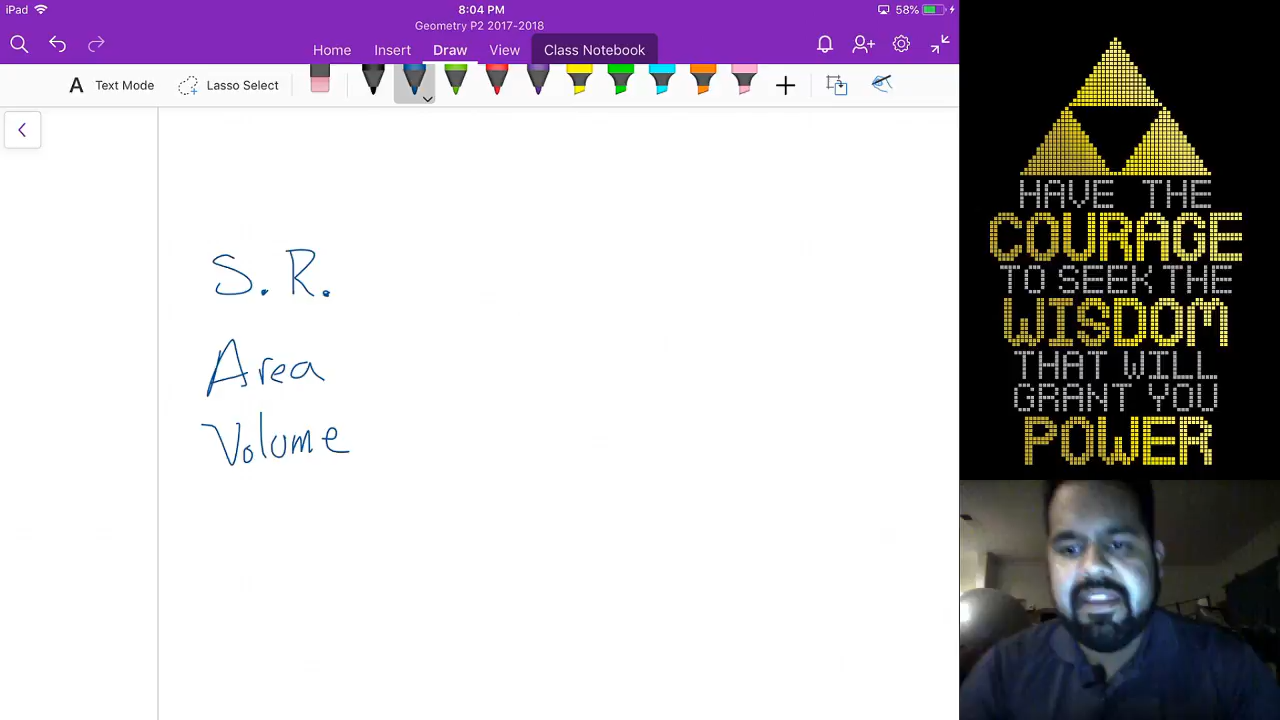 iPad
8:04 PM
58%
Geometry P2 2017-2018
Home
Insert
Draw
View
Class Notebook
A Text Mode
Lasso Select
S. R.
Area
Volume
HAVE THE
COURAGE
TO SEEK THE
WISDOM
THAT WILL
GRANT YOU
POWER